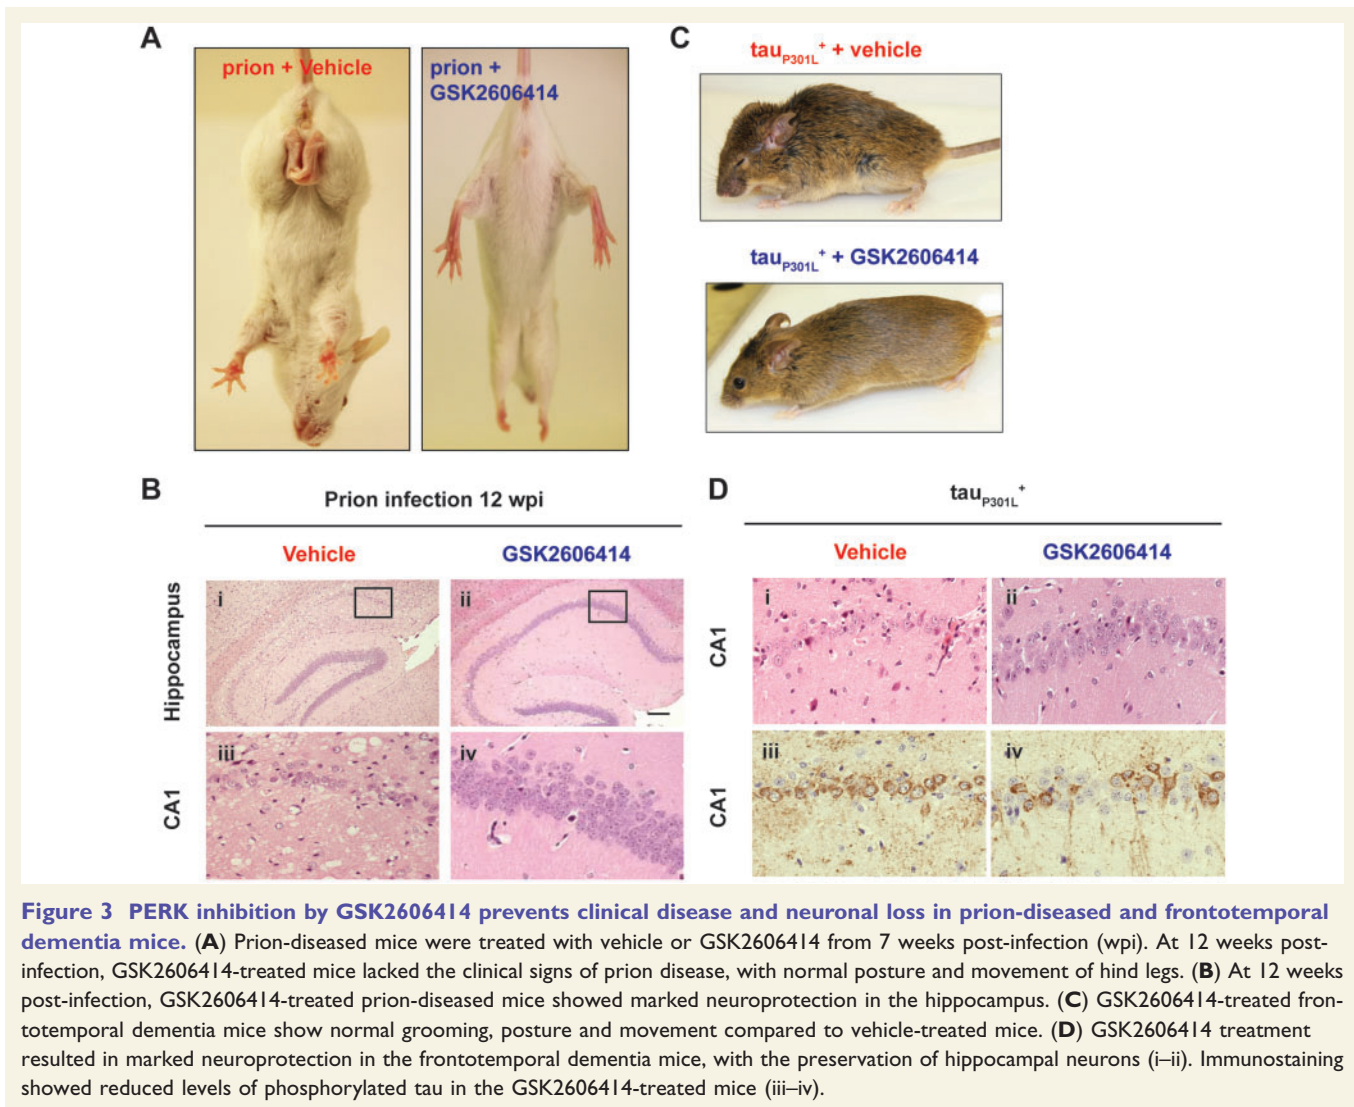 A
prion + Vehicle
prion +
GSK2606414
C
tauP301L+ + vehicle
tauP301L+ + GSK2606414
B
Prion infection 12 wpi
Vehicle
GSK2606414
Hippocampus
i
ii
CA1
iii
iv
D
tauP301L+
Vehicle
GSK2606414
CA1
i
ii
CA1
iii
iv
Figure 3 PERK inhibition by GSK2606414 prevents clinical disease and neuronal loss in prion-diseased and frontotemporal
dementia mice. (A) Prion-diseased mice were treated with vehicle or GSK2606414 from 7 weeks post-infection (wpi). At 12 weeks post-
infection, GSK2606414-treated mice lacked the clinical signs of prion disease, with normal posture and movement of hind legs. (B) At 12 weeks
post-infection, GSK2606414-treated prion-diseased mice showed marked neuroprotection in the hippocampus. (C) GSK2606414-treated fron-
totemporal dementia mice show normal grooming, posture and movement compared to vehicle-treated mice. (D) GSK2606414 treatment
resulted in marked neuroprotection in the frontotemporal dementia mice, with the preservation of hippocampal neurons (i–ii). Immunostaining
showed reduced levels of phosphorylated tau in the GSK2606414-treated mice (iii–iv).